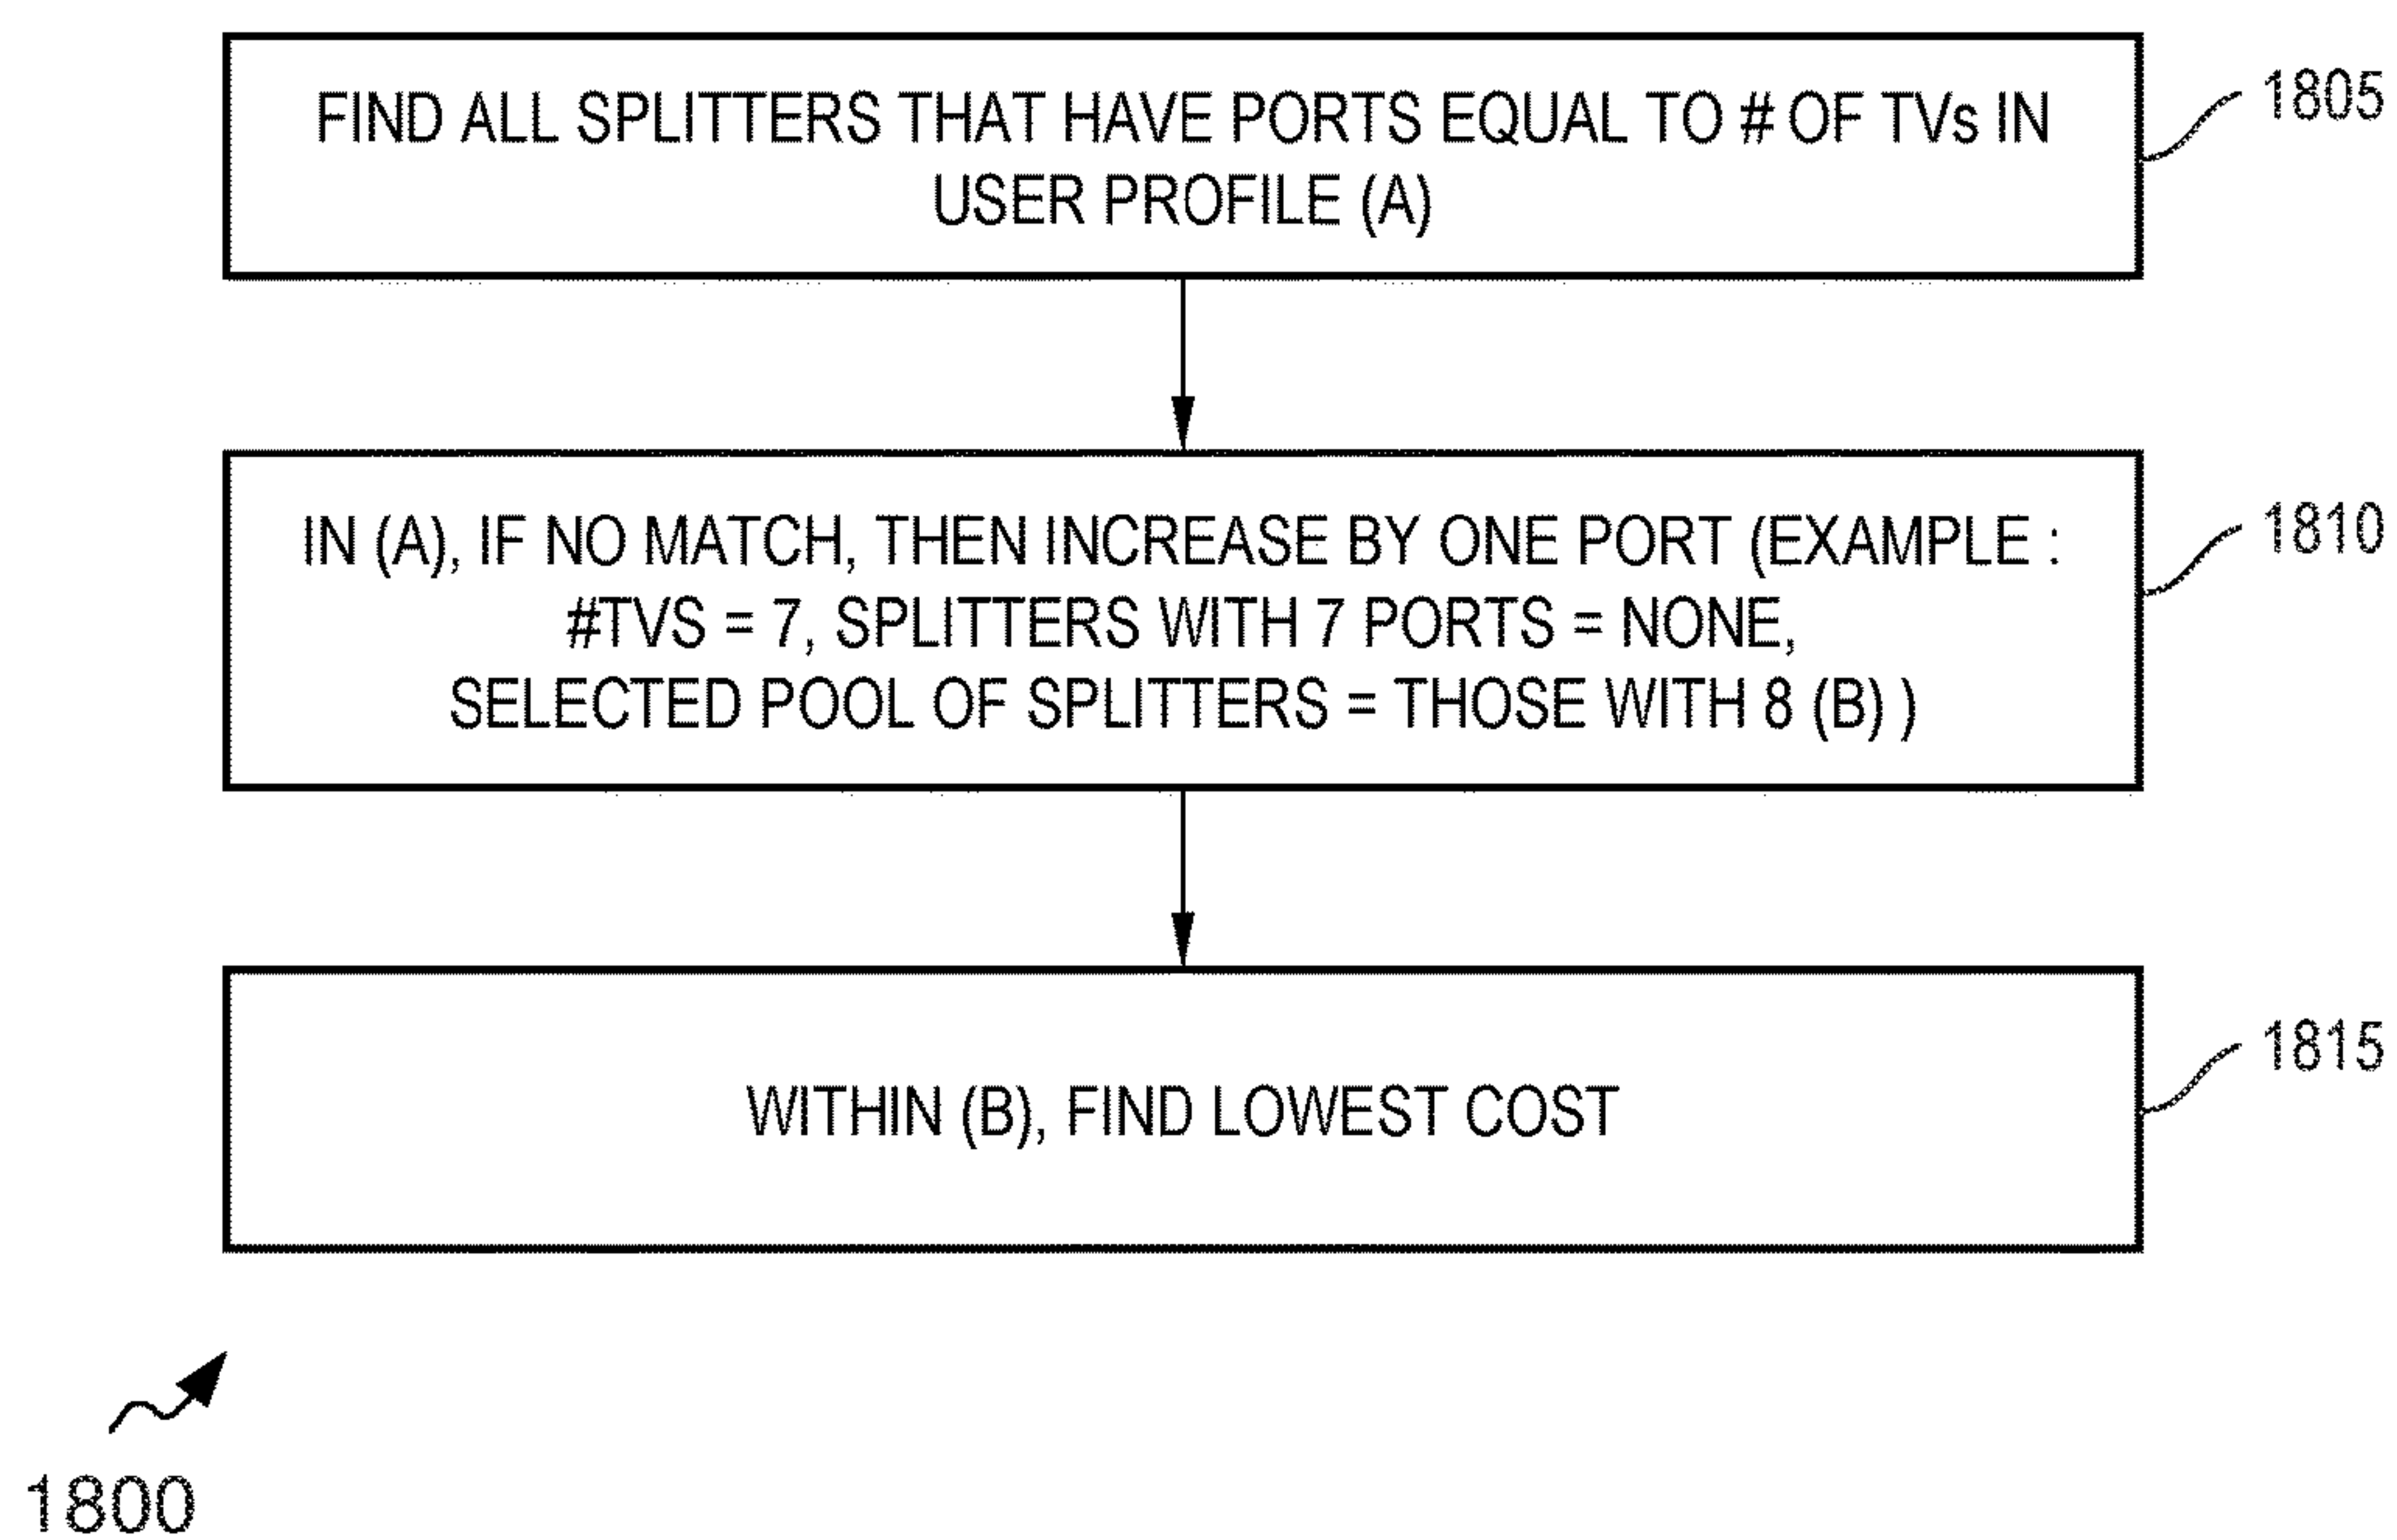 FIND ALL SPLITTERS THAT HAVE PORTS EQUAL TO # OF TVs IN
USER PROFILE (A)
1805
IN (A), IF NO MATCH, THEN INCREASE BY ONE PORT (EXAMPLE :
#TVS = 7, SPLITTERS WITH 7 PORTS = NONE,
SELECTED POOL OF SPLITTERS = THOSE WITH 8 (B) )
1810
WITHIN (B), FIND LOWEST COST
1815
1800